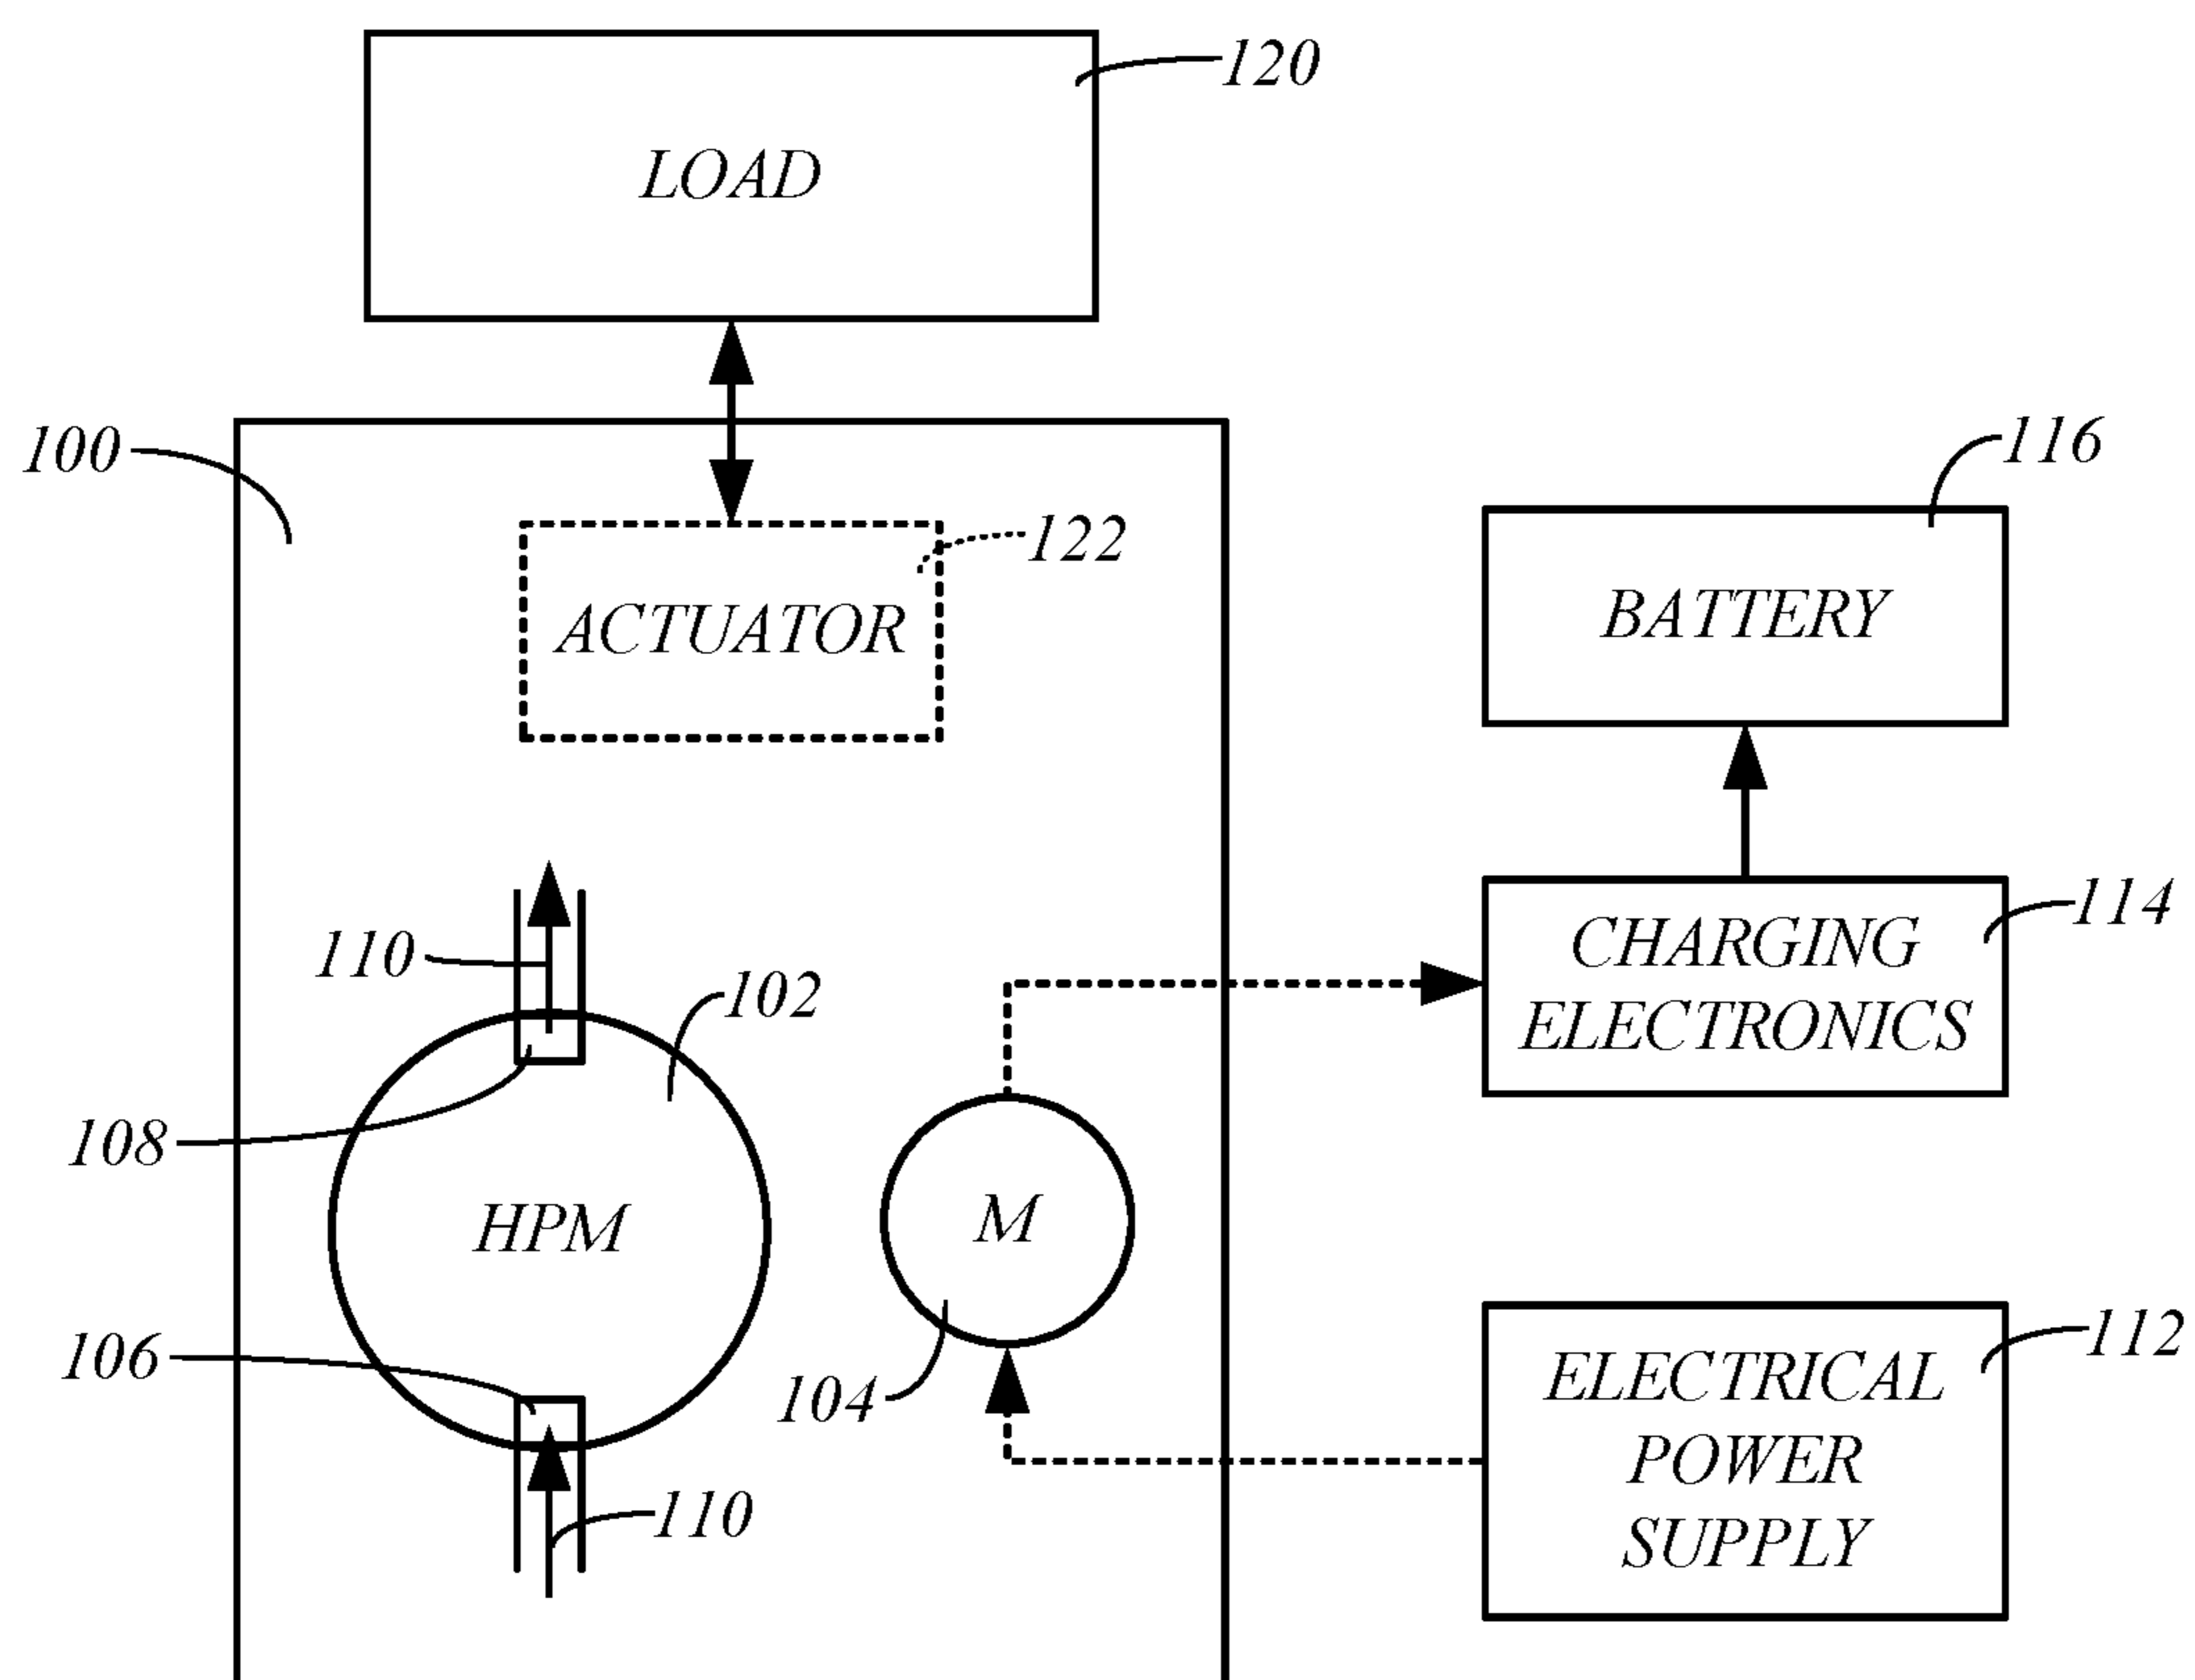 120
LOAD
100
116
122
ACTUATOR
BATTERY
114
110
CHARGING
102
ELECTRONICS
108
HPM
M
106
112
104
ELECTRICAL
POWER
110
SUPPLY